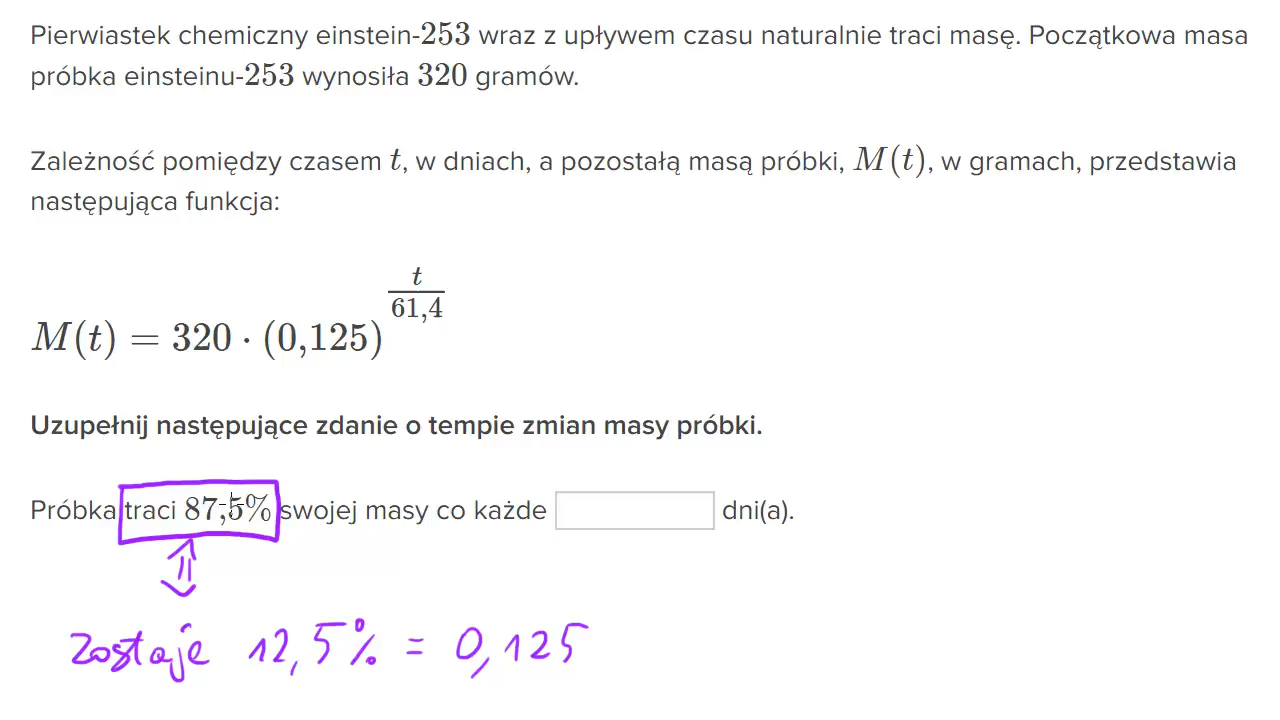 Pierwiastek chemiczny einstein-253 wraz z upływem czasu naturalnie traci masę. Początkowa masa
próbka einsteinu-253 wynosiła 320 gramów.
Zależność pomiędzy czasem t, w dniach, a pozostałą masą próbki, M(t), w gramach, przedstawia
następująca funkcja:
M(t) = 320 · (0,125)^(t/61,4)
Uzupełnij następujące zdanie o tempie zmian masy próbki.
Próbka traci 87,5% swojej masy co każde dni(a).
zostaje 12,5% = 0,125